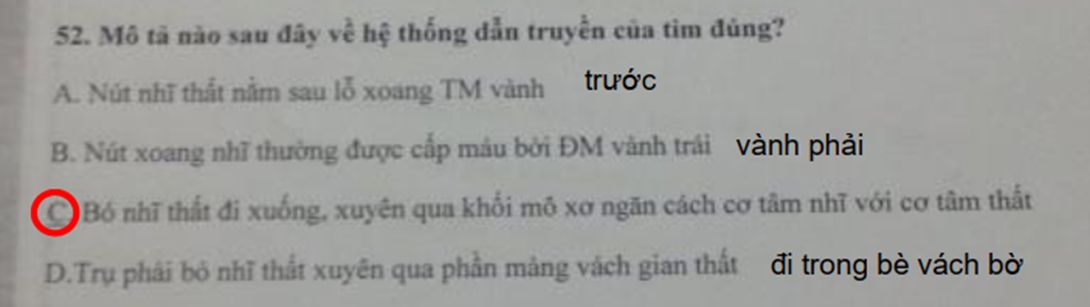 52. Mô tả nào sau đây về hệ thống dẫn truyền của tim đúng?
A. Nút nhĩ thất nằm sau lỗ xoang TM vành trước
B. Nút xoang nhĩ thường được cấp máu bởi ĐM vành trái vành phải
C. Bó nhĩ thất đi xuống, xuyên qua khối mô xơ ngăn cách cơ tâm nhĩ với cơ tâm thất
D.Trụ phải bó nhĩ thất xuyên qua phần màng vách gian thất đi trong bè vách bờ